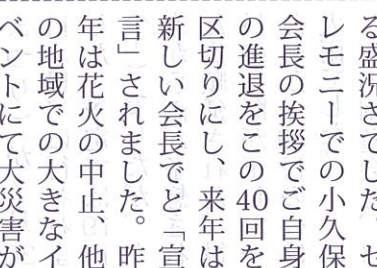 る盛況さでした。セ
レモニーでの小久保
会長の挨拶でご自身
の進退をこの40回を
区切りにし、来年は
新しい会長でと「宣
言」されました。昨
年は花火の中止、他
の地域での大きなイ
ベントにて大災害が